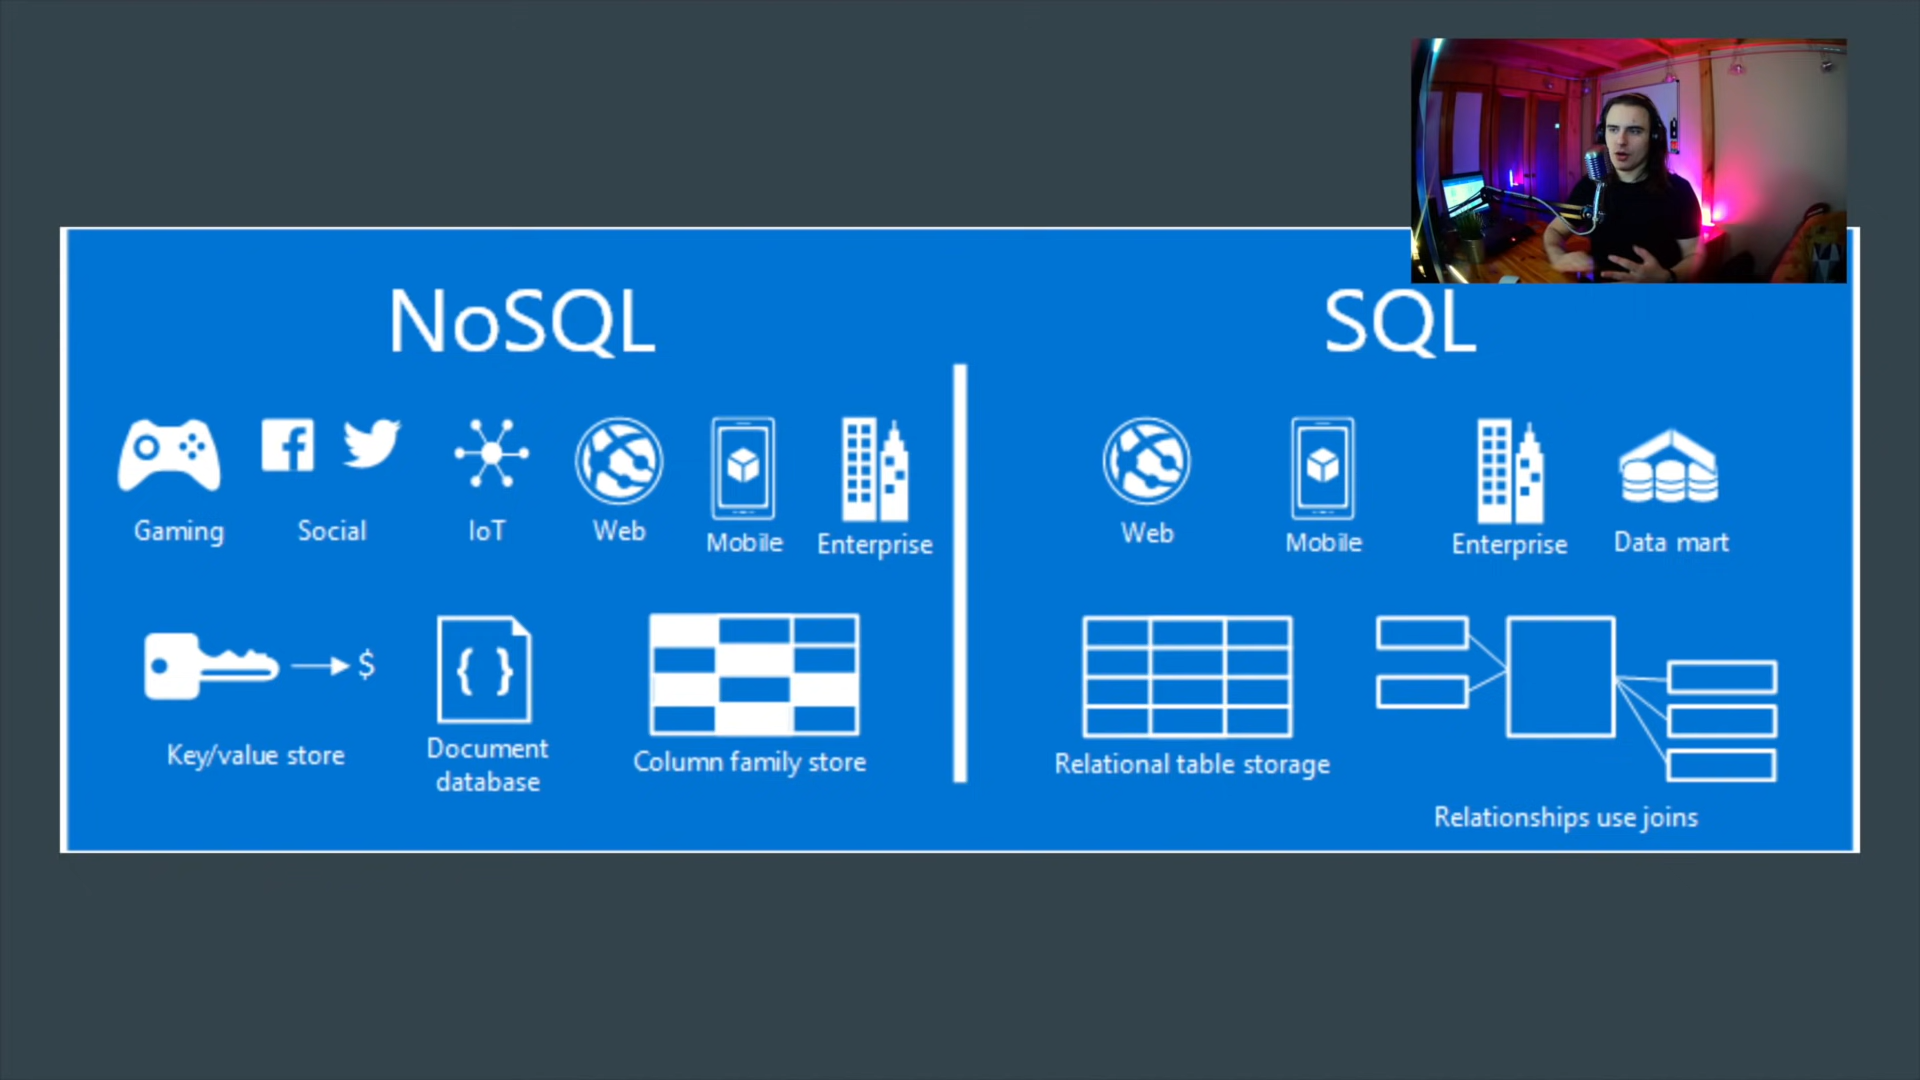 NoSQL
Gaming
Social
IoT
Web
Mobile
Enterprise
$
{ }
Key/value store
Document
database
Column family store
SQL
Web
Mobile
Enterprise
Data mart
Relational table storage
Relationships use joins